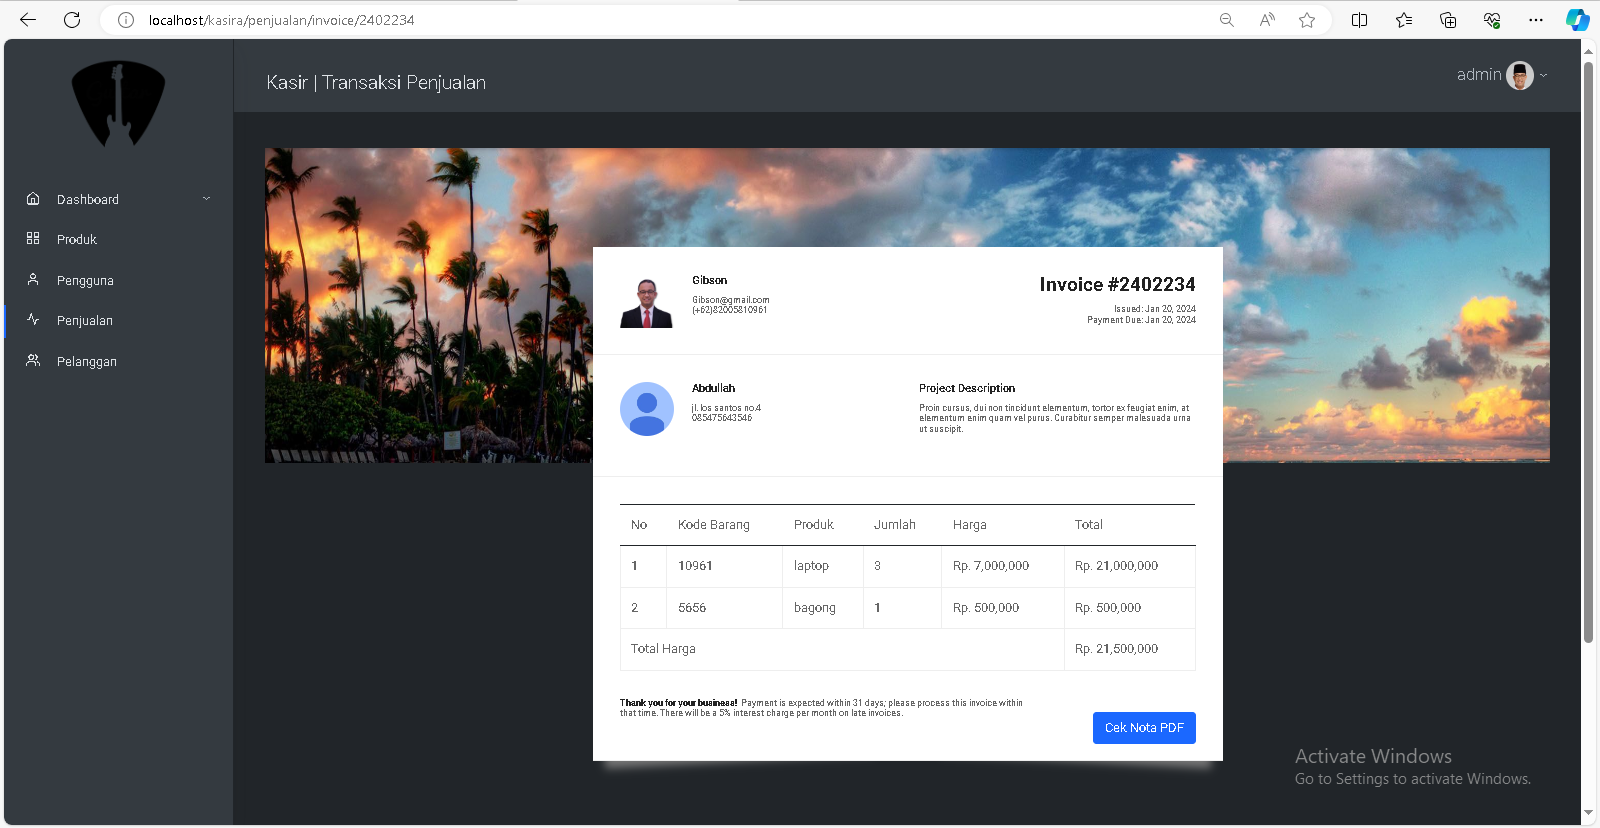 localhost/kasira/penjualan/invoice/2402234
Kasir | Transaksi Penjualan
admin
Dashboard
Produk
Pengguna
Penjualan
Pelanggan
Gibson
Gibson@gmail.com
(+62)82005810961
Invoice #2402234
Issued: Jan 20, 2024
Payment Due: Jan 20, 2024
Abdullah
jl. los santos no.4
085475643546
Project Description
Proin cursus, dui non tincidunt elementum, tortor ex feugiat enim, at
elementum enim quam vel purus. Curabitur semper malesuada urna
ut suscipit.
No Kode Barang Produk Jumlah Harga Total
1 10961 laptop 3 Rp. 7,000,000 Rp. 21,000,000
2 5656 bagong 1 Rp. 500,000 Rp. 500,000
Total Harga Rp. 21,500,000
Thank you for your business! Payment is expected within 31 days; please process this invoice within
that time. There will be a 5% interest charge per month on late invoices.
Cek Nota PDF
Activate Windows
Go to Settings to activate Windows.